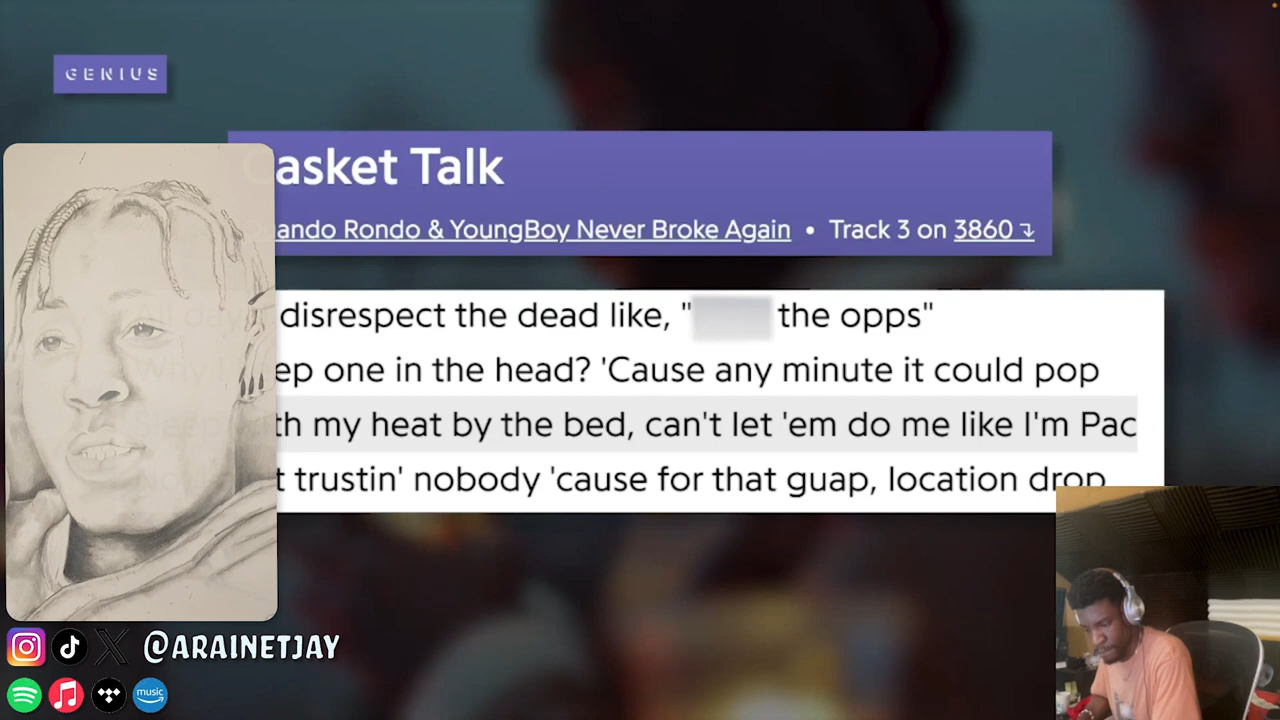 GENIUS
asket Talk
ando Rondo & YoungBoy Never Broke Again • Track 3 on 3860
disrespect the dead like, " the opps"
ep one in the head? 'Cause any minute it could pop
th my heat by the bed, can't let 'em do me like I'm Pac
t trustin' nobody 'cause for that guap, location drop
@ARAINETJAY
music